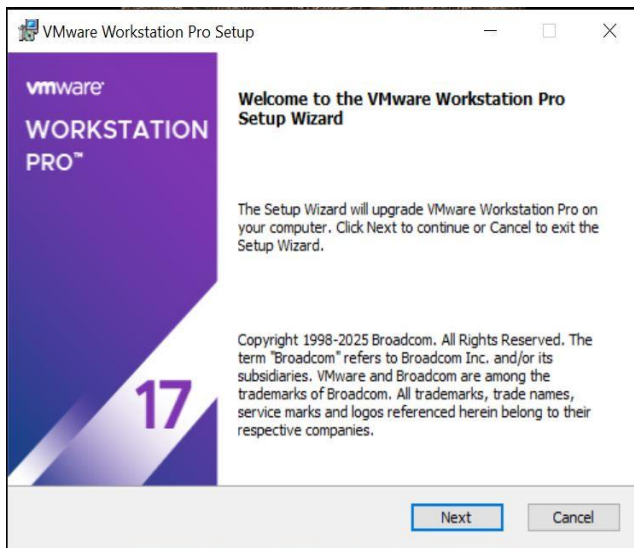 VMware Workstation Pro Setup
vmware®
WORKSTATION
PRO™
Welcome to the VMware Workstation Pro
Setup Wizard
The Setup Wizard will upgrade VMware Workstation Pro on
your computer. Click Next to continue or Cancel to exit the
Setup Wizard.
Copyright 1998-2025 Broadcom. All Rights Reserved. The
term "Broadcom" refers to Broadcom Inc. and/or its
subsidiaries. VMware and Broadcom are among the
trademarks of Broadcom. All trademarks, trade names,
service marks and logos referenced herein belong to their
respective companies.
17
Next
Cancel